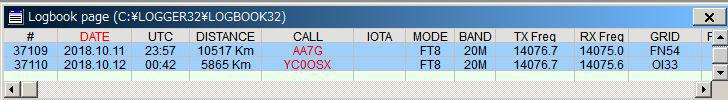 Logbook page (C:¥LOGGER32¥LOGBOOK32)
# DATE UTC DISTANCE CALL IOTA MODE BAND TX Freq RX Freq GRID
37109 2018.10.11 23:57 10517 Km AA7G FT8 20M 14076.7 14075.0 FN54
37110 2018.10.12 00:42 5865 Km YC0OSX FT8 20M 14076.7 14075.6 OI33